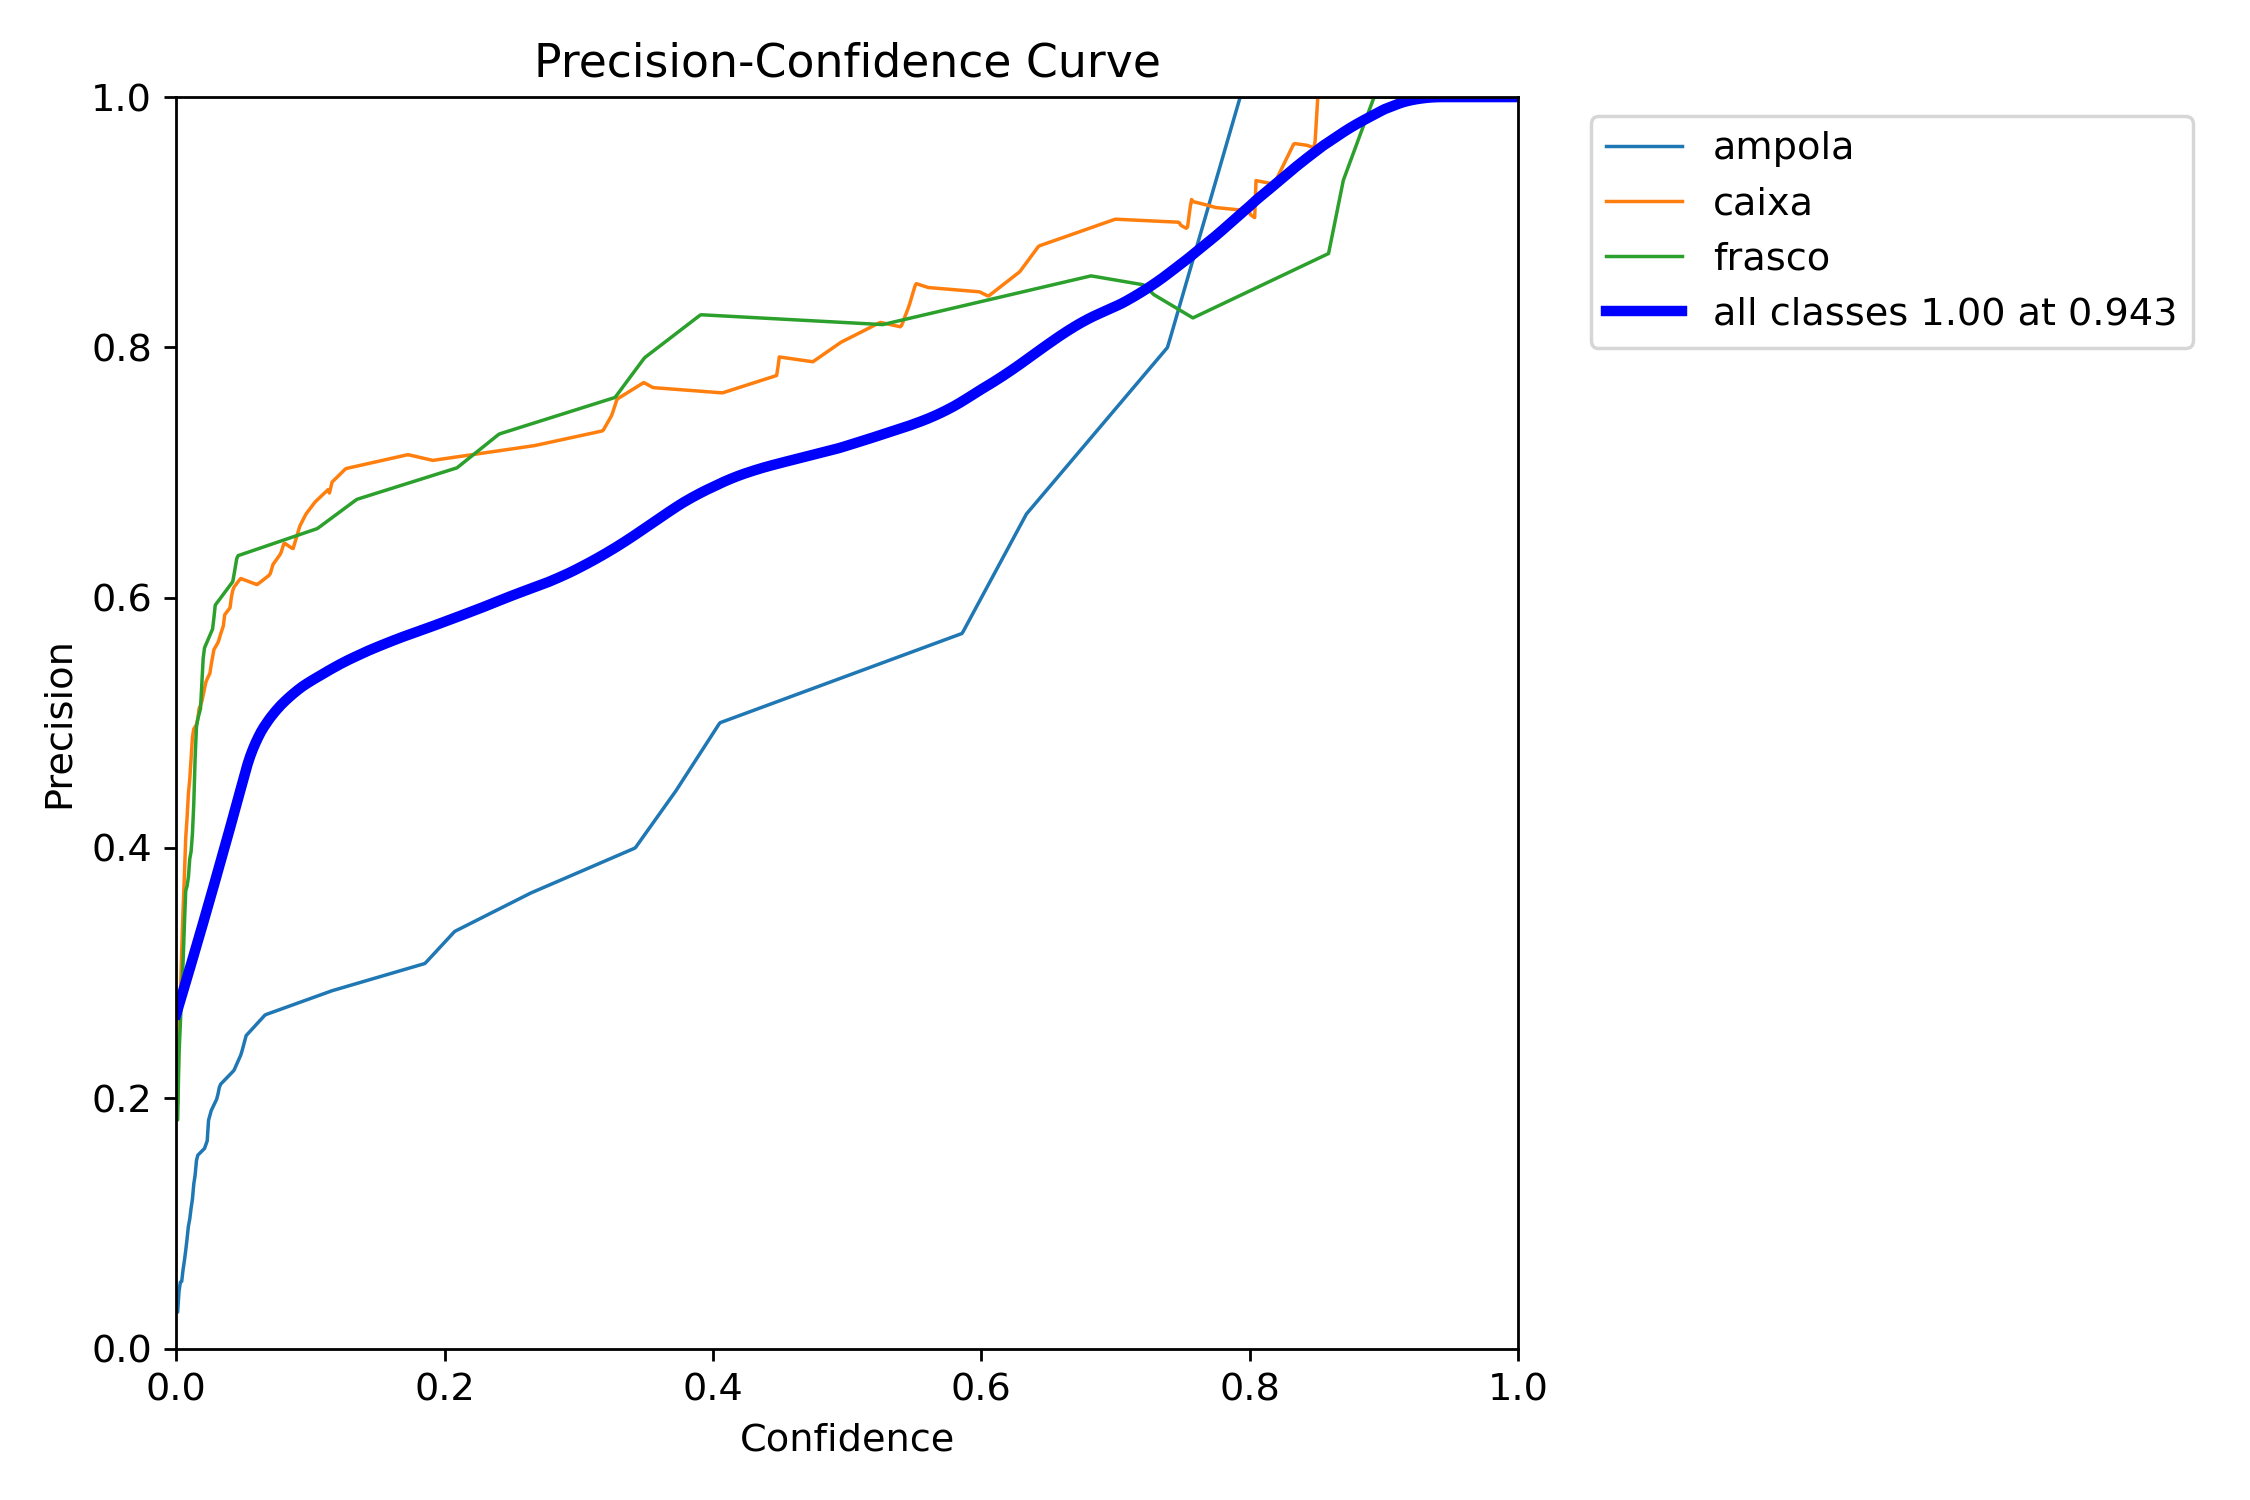 Precision-Confidence Curve
1.0
0.8
0.6
0.4
0.2
0.0
Precision
0.0 0.2 0.4 0.6 0.8 1.0
Confidence
ampola
caixa
frasco
all classes 1.00 at 0.943